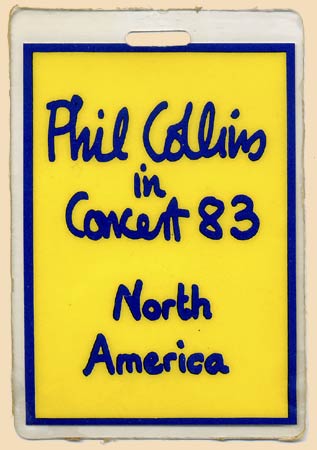 Phil Collins
in
Concert 83
North
America